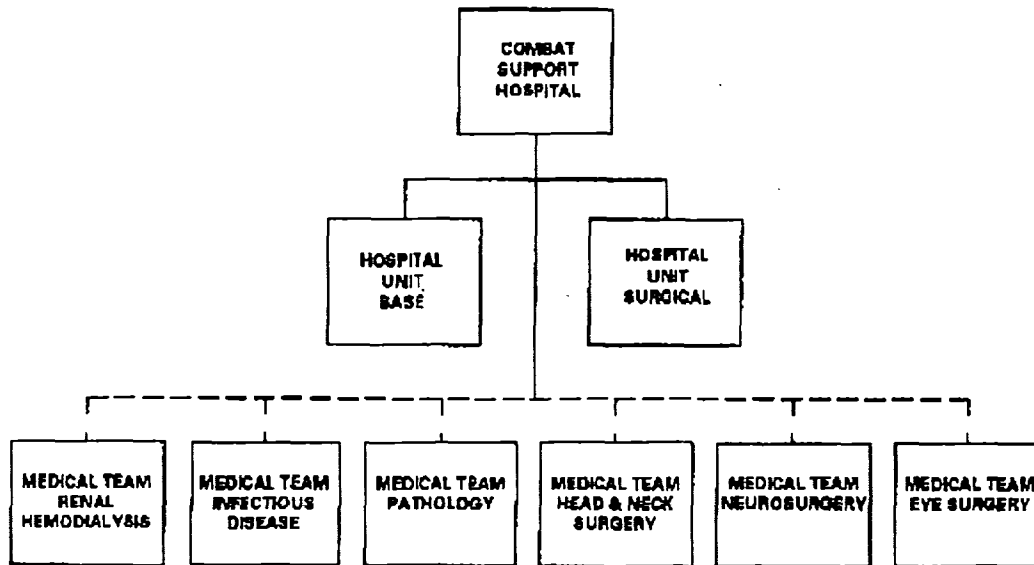 COMBAT
SUPPORT
HOSPITAL
HOSPITAL
UNIT
BASE
HOSPITAL
UNIT
SURGICAL
MEDICAL TEAM
RENAL
HEMODIALYSIS
MEDICAL TEAM
INFECTIOUS
DISEASE
MEDICAL TEAM
PATHOLOGY
MEDICAL TEAM
HEAD & NECK
SURGERY
MEDICAL TEAM
NEUROSURGERY
MEDICAL TEAM
EYE SURGERY